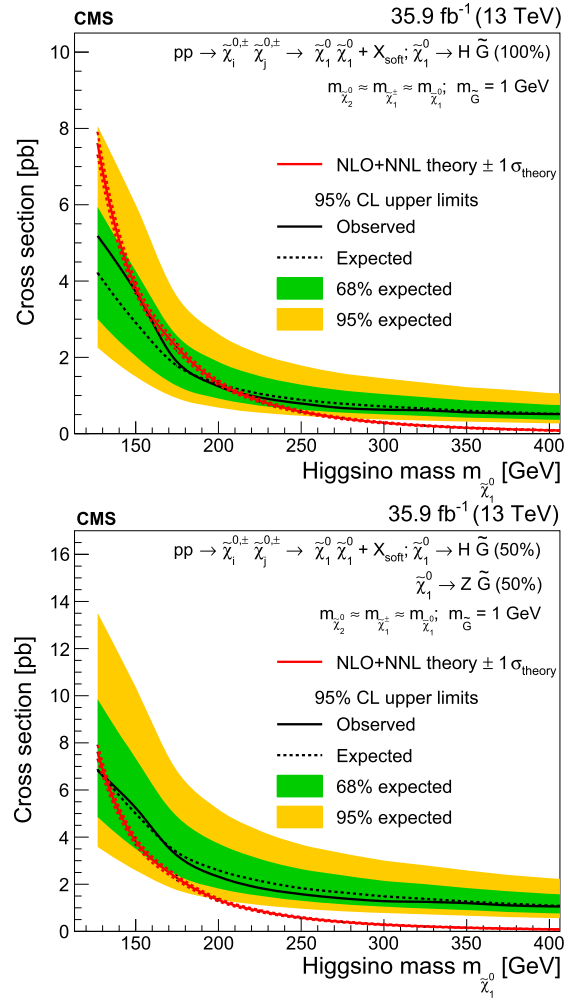 CMS 35.9 fb⁻¹ (13 TeV)
pp → χ̃ᵢ⁰,± χ̃ⱼ⁰,± → χ̃₁⁰ χ̃₁⁰ + X_soft; χ̃₁⁰ → H G̃ (100%)
m_χ̃₂⁰ ≈ m_χ̃₁± ≈ m_χ̃₁⁰; m_G̃ = 1 GeV
NLO+NNL theory ± 1 σ_theory
95% CL upper limits
Observed
Expected
68% expected
95% expected
Cross section [pb]
10
8
6
4
2
0
100 150 200 250 300 350 400
Higgsino mass m_χ̃₁⁰ [GeV]
CMS 35.9 fb⁻¹ (13 TeV)
pp → χ̃ᵢ⁰,± χ̃ⱼ⁰,± → χ̃₁⁰ χ̃₁⁰ + X_soft; χ̃₁⁰ → H G̃ (50%)
χ̃₁⁰ → Z G̃ (50%)
m_χ̃₂⁰ ≈ m_χ̃₁± ≈ m_χ̃₁⁰; m_G̃ = 1 GeV
NLO+NNL theory ± 1 σ_theory
95% CL upper limits
Observed
Expected
68% expected
95% expected
Cross section [pb]
16
14
12
10
8
6
4
2
0
100 150 200 250 300 350 400
Higgsino mass m_χ̃₁⁰ [GeV]